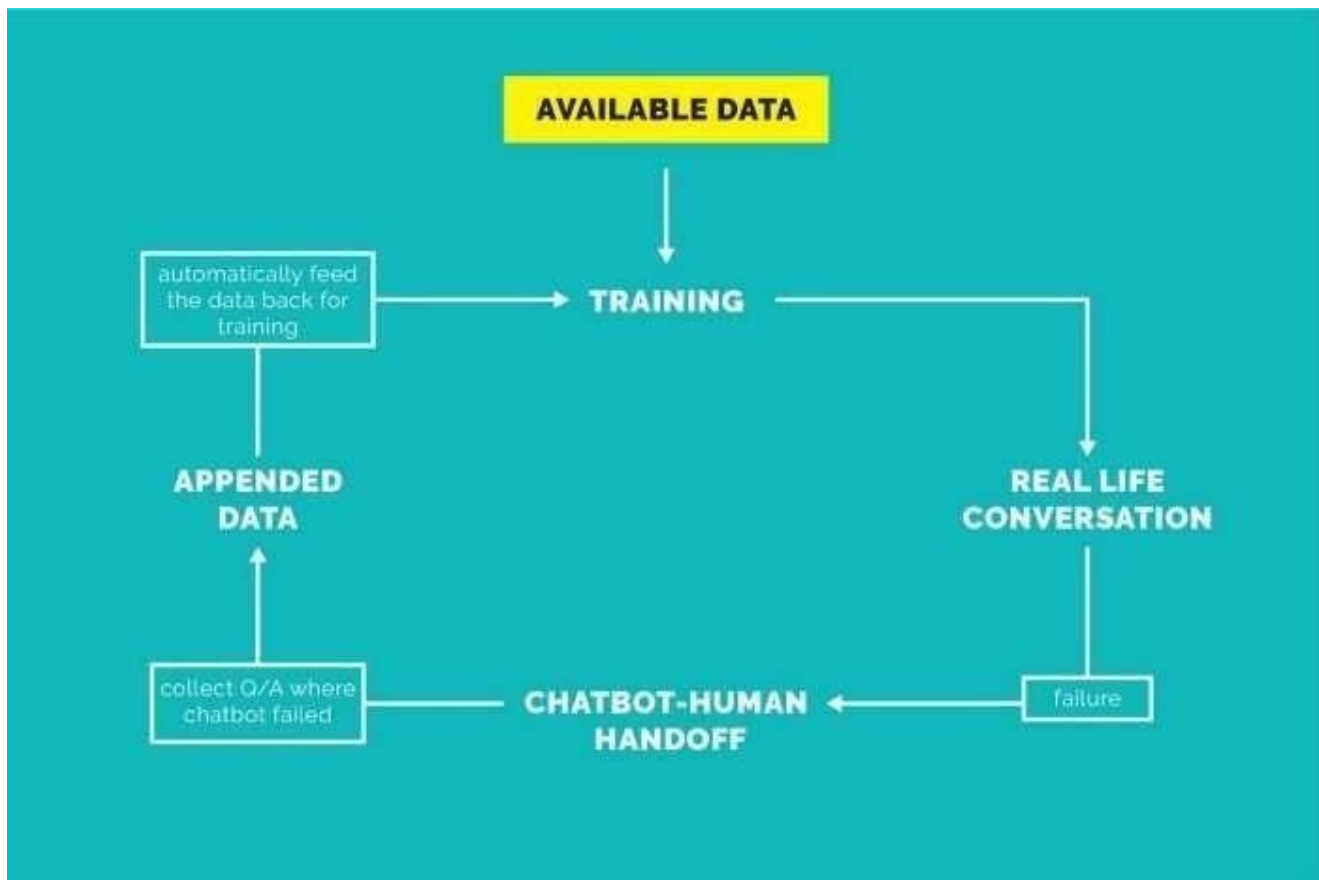 AVAILABLE DATA
automatically feed
the data back for
training
TRAINING
APPENDED
DATA
REAL LIFE
CONVERSATION
collect Q/A where
chatbot failed
CHATBOT-HUMAN
HANDOFF
failure